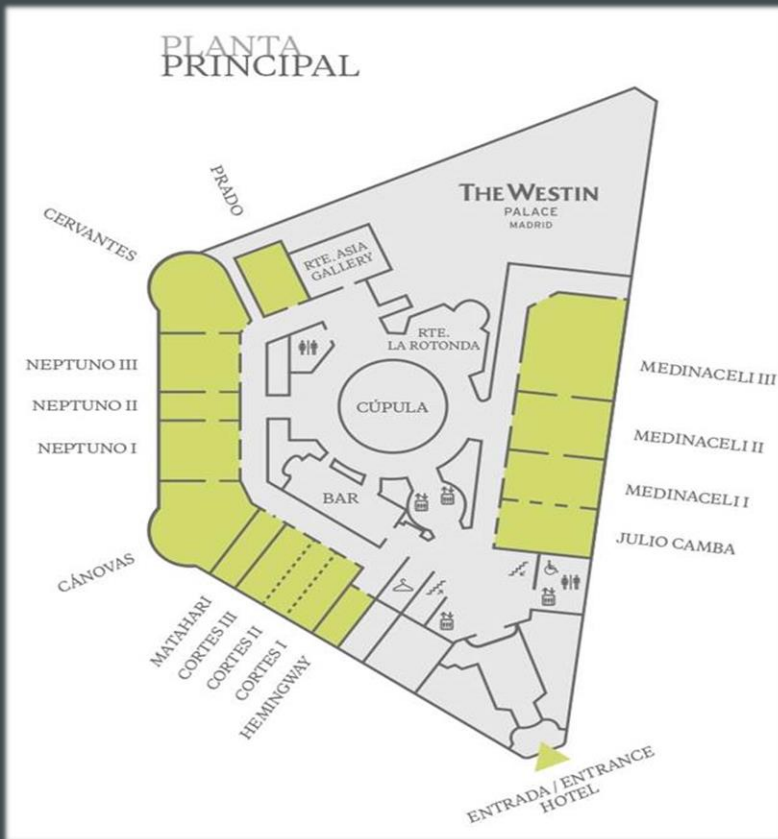 PLANTA
PRINCIPAL
PRADO
CERVANTES
THE WESTIN
PALACE
MADRID
RTE. ASIA
GALLERY
RTE.
LA ROTONDA
NEPTUNO III
NEPTUNO II
NEPTUNO I
CÚPULA
MEDINACELI III
MEDINACELI II
MEDINACELI I
JULIO CAMBA
BAR
CÁNOVAS
MATAHARI
CORTES III
CORTES II
CORTES I
HEMINGWAY
ENTRADA / ENTRANCE
HOTEL